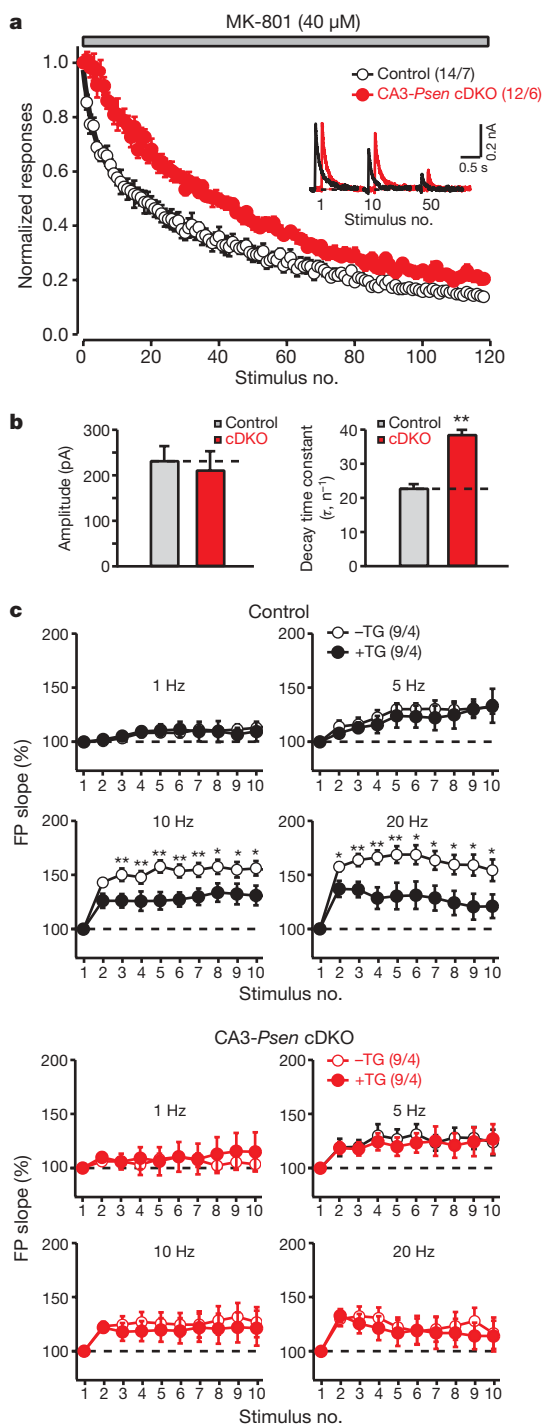 a
MK-801 (40 µM)
Normalized responses
1.0
0.8
0.6
0.4
0.2
0.0
0 20 40 60 80 100 120
Stimulus no.
Control (14/7)
CA3-Psen cDKO (12/6)
0.2 nA
0.5 s
1 10 50
Stimulus no.
b
Amplitude (pA)
300
200
200
100
0
Control
cDKO
Decay time constant
(τ, n⁻¹)
60
40
20
0
Control
cDKO
**
c
Control
FP slope (%)
200
150
100
1 Hz
1 2 3 4 5 6 7 8 9 10
200
150
100
–TG (9/4)
+TG (9/4)
5 Hz
1 2 3 4 5 6 7 8 9 10
200
150
100
10 Hz
** ** ** ** ** * * *
1 2 3 4 5 6 7 8 9 10
200
150
100
20 Hz
* ** ** ** * * * * *
1 2 3 4 5 6 7 8 9 10
Stimulus no.
CA3-Psen cDKO
FP slope (%)
200
150
100
1 Hz
1 2 3 4 5 6 7 8 9 10
200
150
100
–TG (9/4)
+TG (9/4)
5 Hz
1 2 3 4 5 6 7 8 9 10
200
150
100
10 Hz
1 2 3 4 5 6 7 8 9 10
200
150
100
20 Hz
1 2 3 4 5 6 7 8 9 10
Stimulus no.